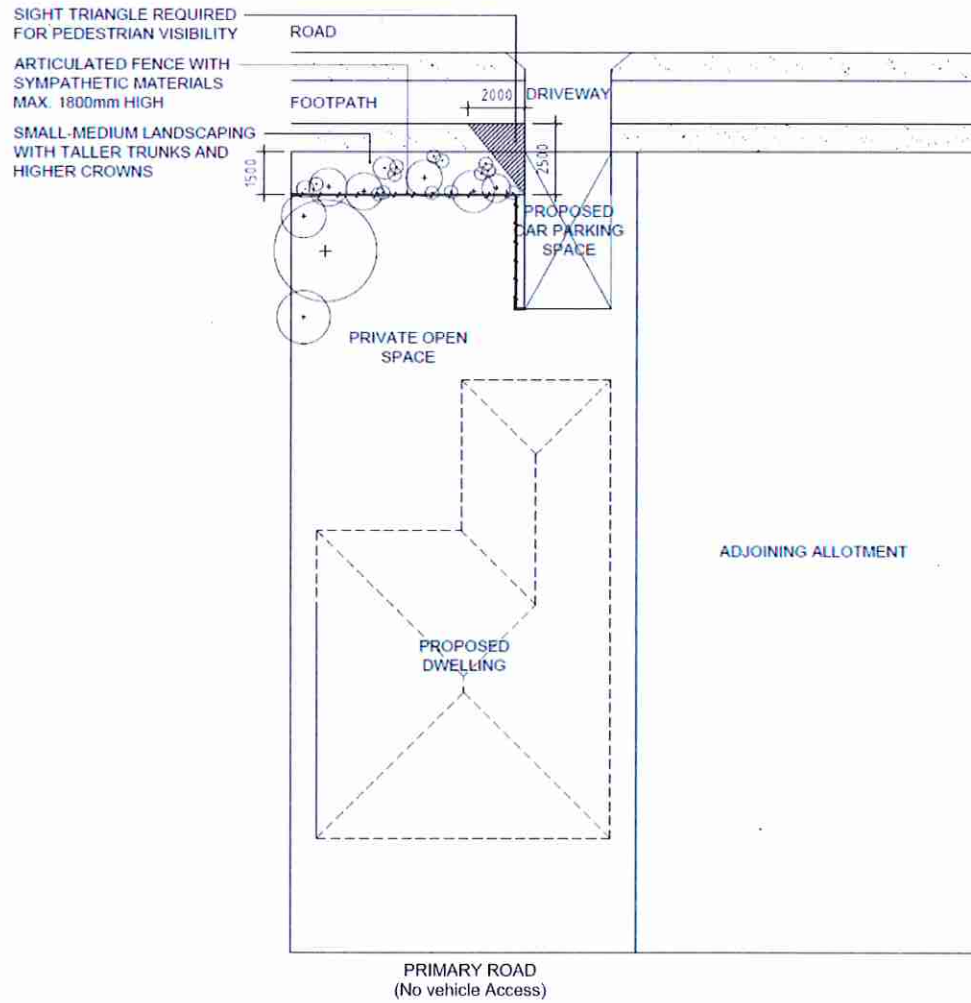 SIGHT TRIANGLE REQUIRED
FOR PEDESTRIAN VISIBILITY
ROAD
ARTICULATED FENCE WITH
SYMPATHETIC MATERIALS
MAX. 1800mm HIGH
2000
DRIVEWAY
FOOTPATH
SMALL-MEDIUM LANDSCAPING
WITH TALLER TRUNKS AND
HIGHER CROWNS
1500
2500
PROPOSED
CAR PARKING
SPACE
PRIVATE OPEN
SPACE
ADJOINING ALLOTMENT
PROPOSED
DWELLING
PRIMARY ROAD
(No vehicle Access)